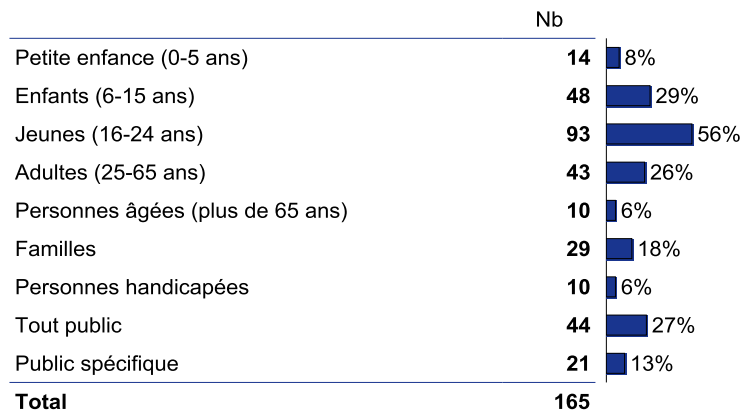 Nb
Petite enfance (0-5 ans) 14 8%
Enfants (6-15 ans) 48 29%
Jeunes (16-24 ans) 93 56%
Adultes (25-65 ans) 43 26%
Personnes âgées (plus de 65 ans) 10 6%
Familles 29 18%
Personnes handicapées 10 6%
Tout public 44 27%
Public spécifique 21 13%
Total 165